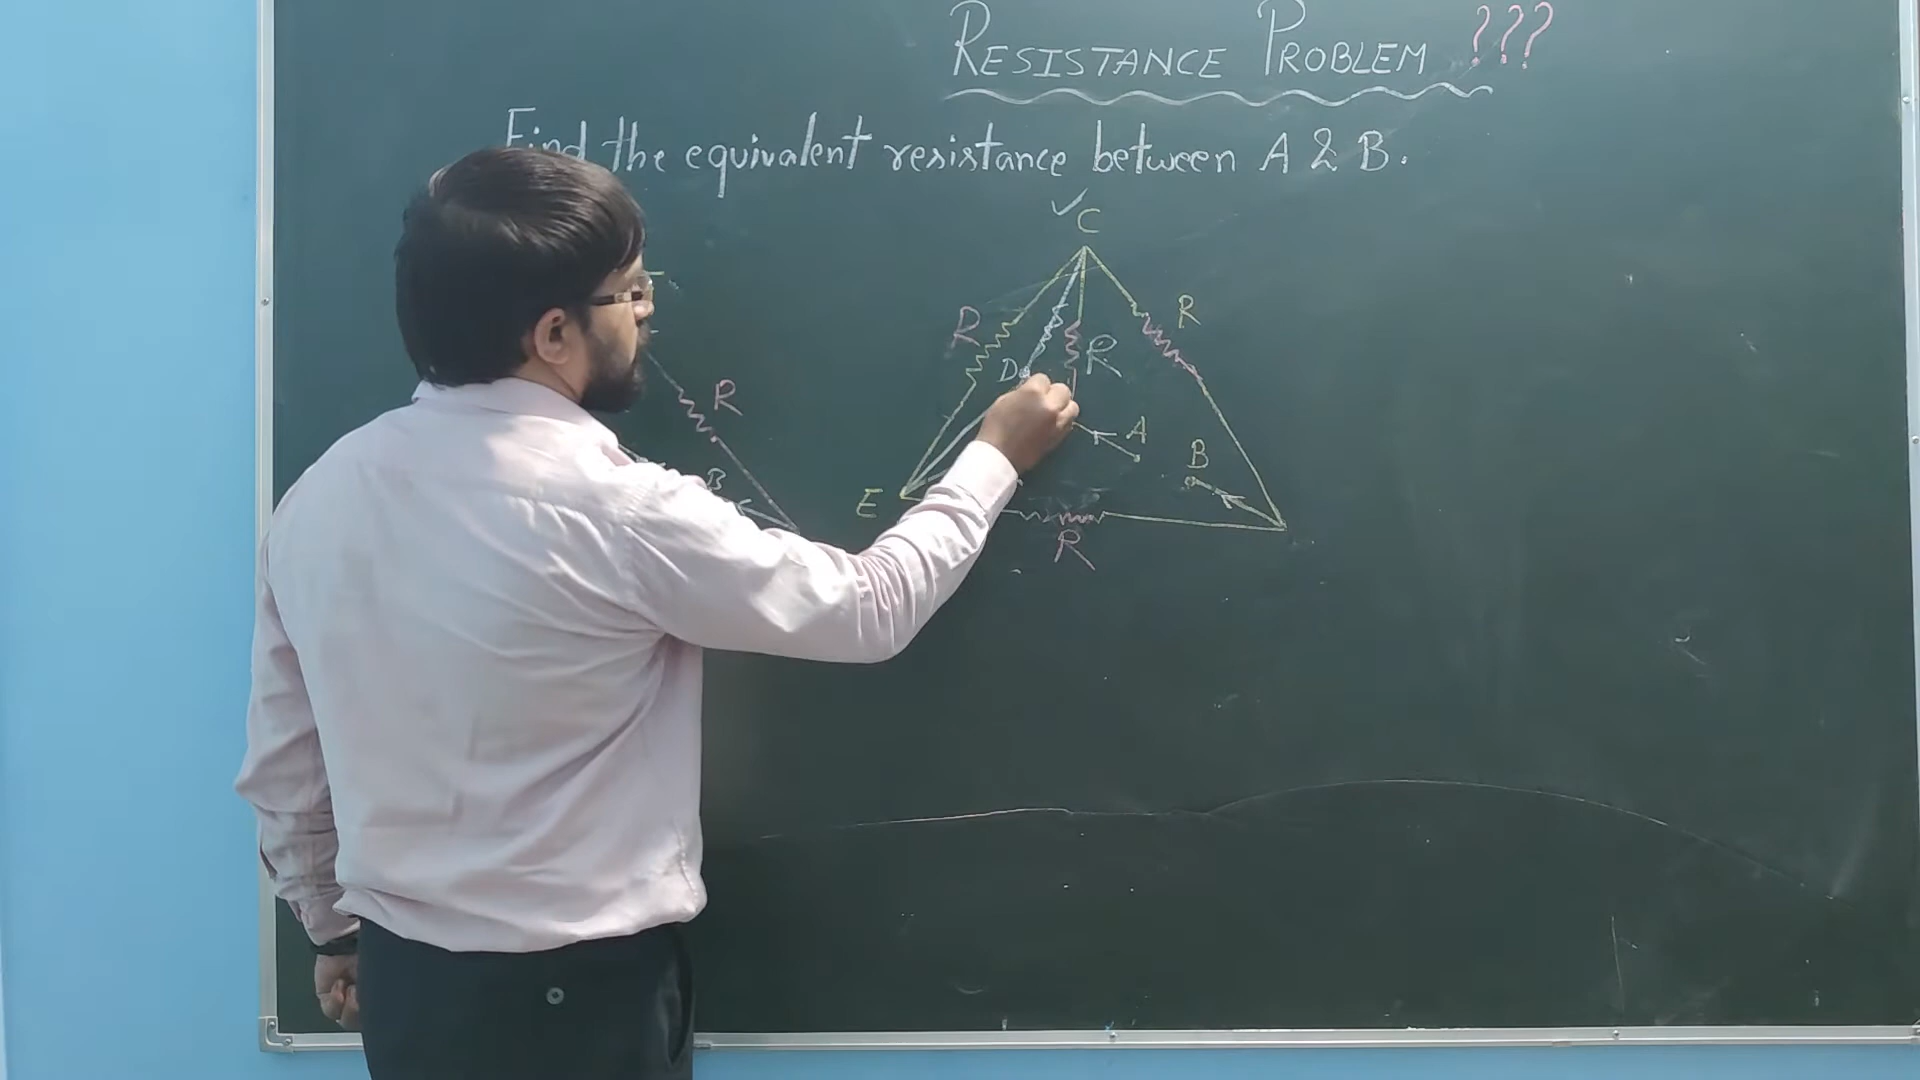 RESISTANCE PROBLEM ???
Find the equivalent resistance between A & B.
C
R
R
R
D
R
A
B
B
E
R